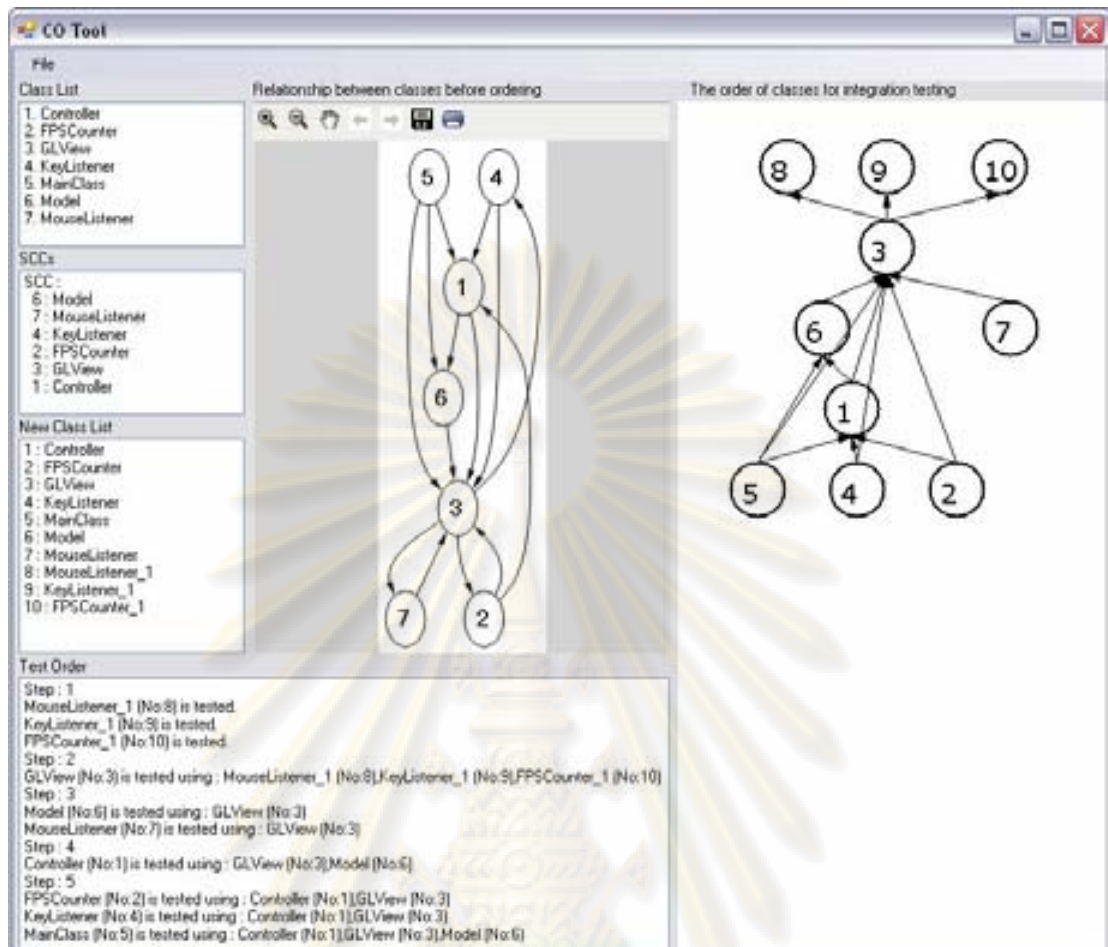 CO Tool
File
Class List
1. Controller
2. FPSCounter
3. GLView
4. KeyListener
5. MainClass
6. Model
7. MouseListener
SCCs
SCC :
6 : Model
7 : MouseListener
4 : KeyListener
2 : FPSCounter
3 : GLView
1 : Controller
New Class List
1 : Controller
2 : FPSCounter
3 : GLView
4 : KeyListener
5 : MainClass
6 : Model
7 : MouseListener
8 : MouseListener_1
9 : KeyListener_1
10 : FPSCounter_1
Relationship between classes before ordering
5 4
1
6
3
7 2
The order of classes for integration testing
8 9 10
3
6 7
1
5 4 2
Test Order
Step : 1
MouseListener_1 (No:8) is tested.
KeyListener_1 (No:9) is tested.
FPSCounter_1 (No:10) is tested.
Step : 2
GLView (No:3) is tested using : MouseListener_1 (No:8),KeyListener_1 (No:9),FPSCounter_1 (No:10)
Step : 3
Model (No:6) is tested using : GLView (No:3)
MouseListener (No:7) is tested using : GLView (No:3)
Step : 4
Controller (No:1) is tested using : GLView (No:3),Model (No:6)
Step : 5
FPSCounter (No:2) is tested using : Controller (No:1),GLView (No:3)
KeyListener (No:4) is tested using : Controller (No:1),GLView (No:3)
MainClass (No:5) is tested using : Controller (No:1),GLView (No:3),Model (No:6)